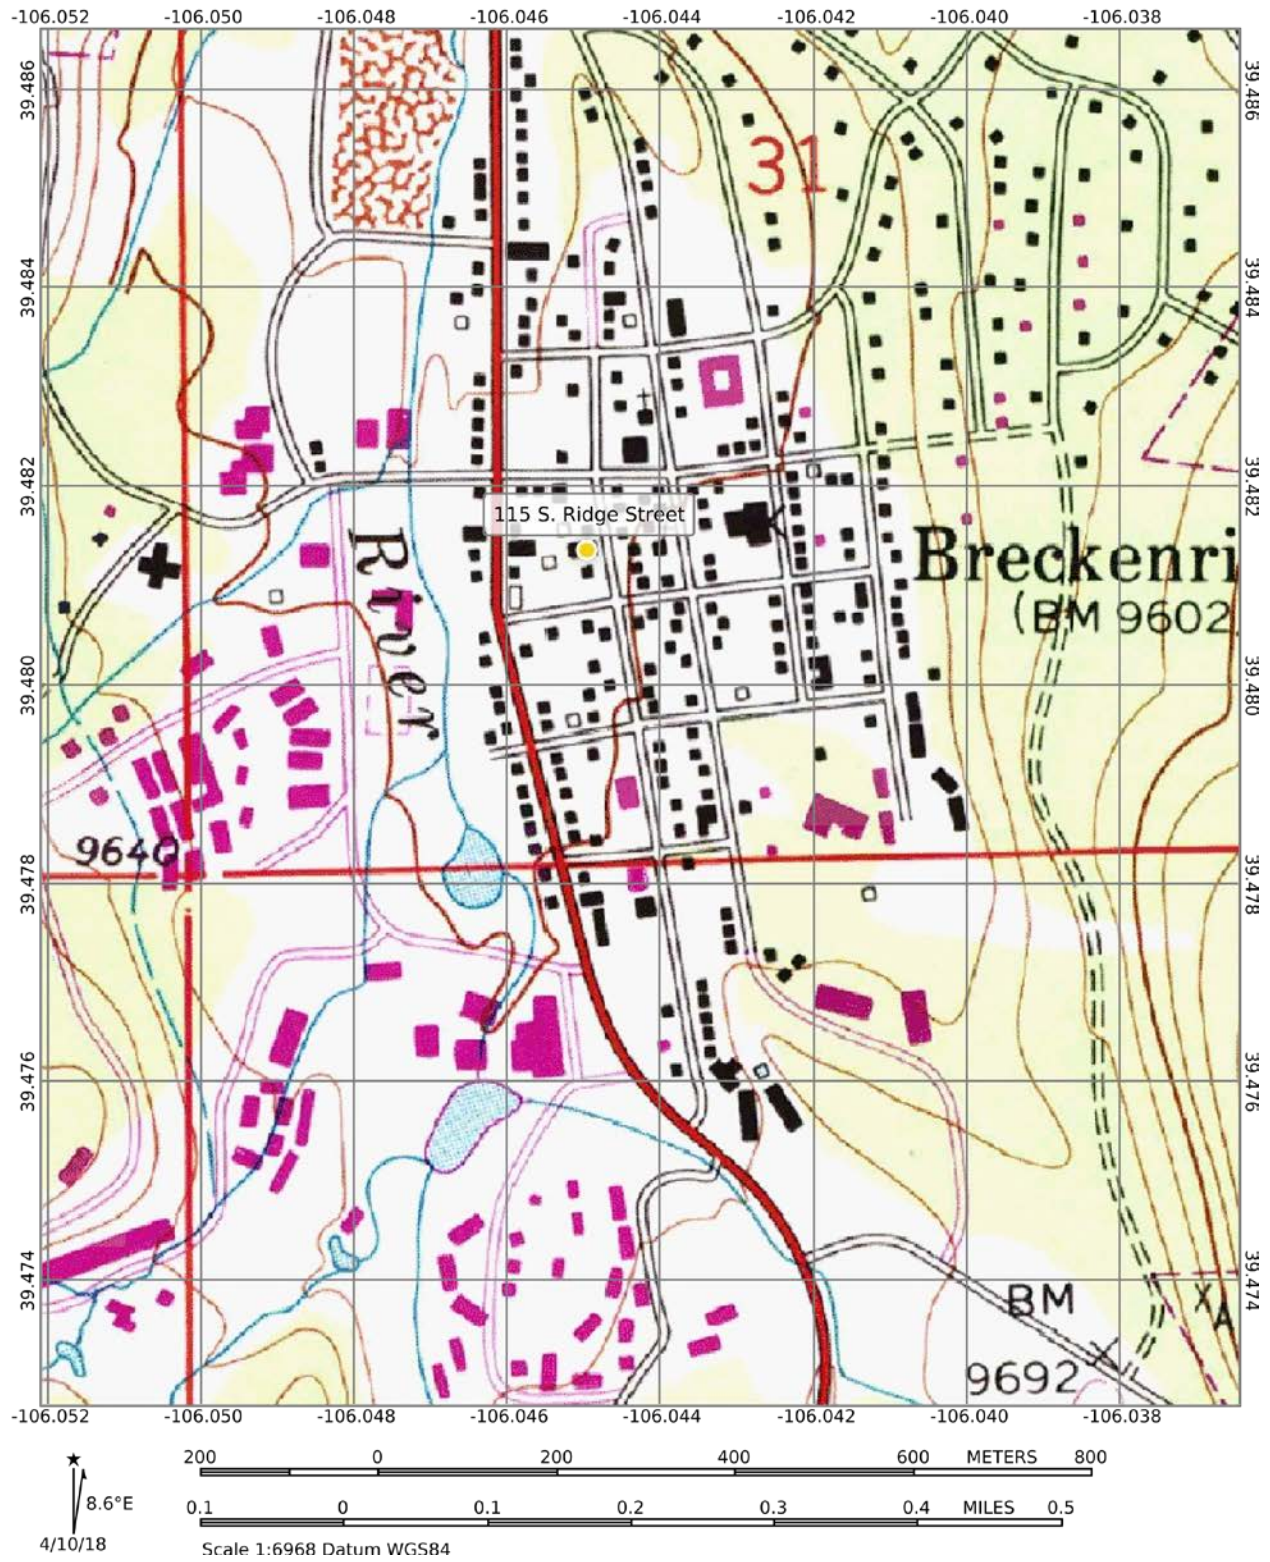 -106.052 -106.050 -106.048 -106.046 -106.044 -106.042 -106.040 -106.038
39.486 39.486
31
39.484 39.484
39.482 39.482
115 S. Ridge Street
River
Breckenri
(BM 9602
39.480 39.480
9640
39.478 39.478
39.476 39.476
39.474 39.474
BM
9692
X
-106.052 -106.050 -106.048 -106.046 -106.044 -106.042 -106.040 -106.038
200 0 200 400 600 METERS 800
8.6°E
0.1 0 0.1 0.2 0.3 0.4 MILES 0.5
4/10/18
Scale 1:6968 Datum WGS84